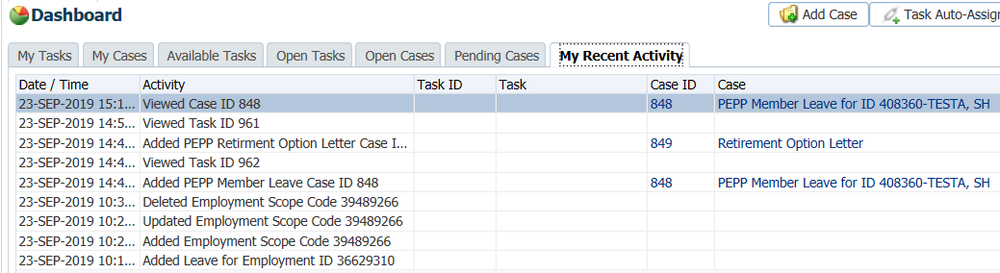 Dashboard
Add Case
Task Auto-Assign
My Tasks
My Cases
Available Tasks
Open Tasks
Open Cases
Pending Cases
My Recent Activity
Date / Time Activity Task ID Task Case ID Case
23-SEP-2019 15:1... Viewed Case ID 848 848 PEPP Member Leave for ID 408360-TESTA, SH
23-SEP-2019 14:5... Viewed Task ID 961
23-SEP-2019 14:4... Added PEPP Retirment Option Letter Case I... 849 Retirement Option Letter
23-SEP-2019 14:4... Viewed Task ID 962
23-SEP-2019 14:4... Added PEPP Member Leave Case ID 848 848 PEPP Member Leave for ID 408360-TESTA, SH
23-SEP-2019 10:3... Deleted Employment Scope Code 39489266
23-SEP-2019 10:2... Updated Employment Scope Code 39489266
23-SEP-2019 10:2... Added Employment Scope Code 39489266
23-SEP-2019 10:1... Added Leave for Employment ID 36629310